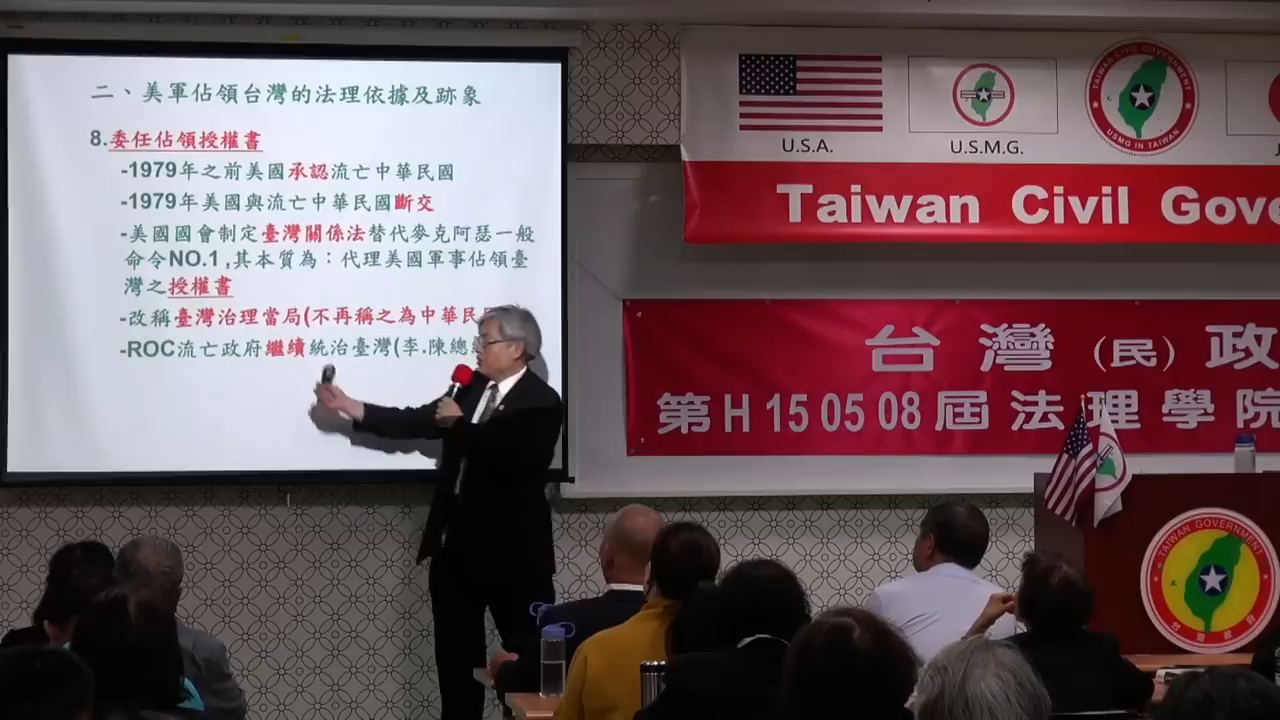 二、美軍佔領台灣的法理依據及跡象
8.委任佔領授權書
-1979年之前美國承認流亡中華民國
-1979年美國與流亡中華民國斷交
-美國國會制定臺灣關係法替代麥克阿瑟一般
命令NO.1,其本質為：代理美國軍事佔領臺
灣之授權書
-改稱臺灣治理當局(不再稱之為中華民
-ROC流亡政府繼續統治臺灣(李.陳總
U.S.A.
U.S.M.G.
TAIWAN CIVIL GOVERNMENT
USMG IN TAIWAN
Taiwan Civil Gove
台灣(民)政
第H 15 05 08屆法理學院
TAIWAN GOVERNMENT